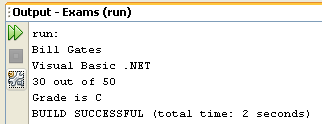 Output - Exams (run)
run:
Bill Gates
Visual Basic .NET
30 out of 50
Grade is C
BUILD SUCCESSFUL (total time: 2 seconds)